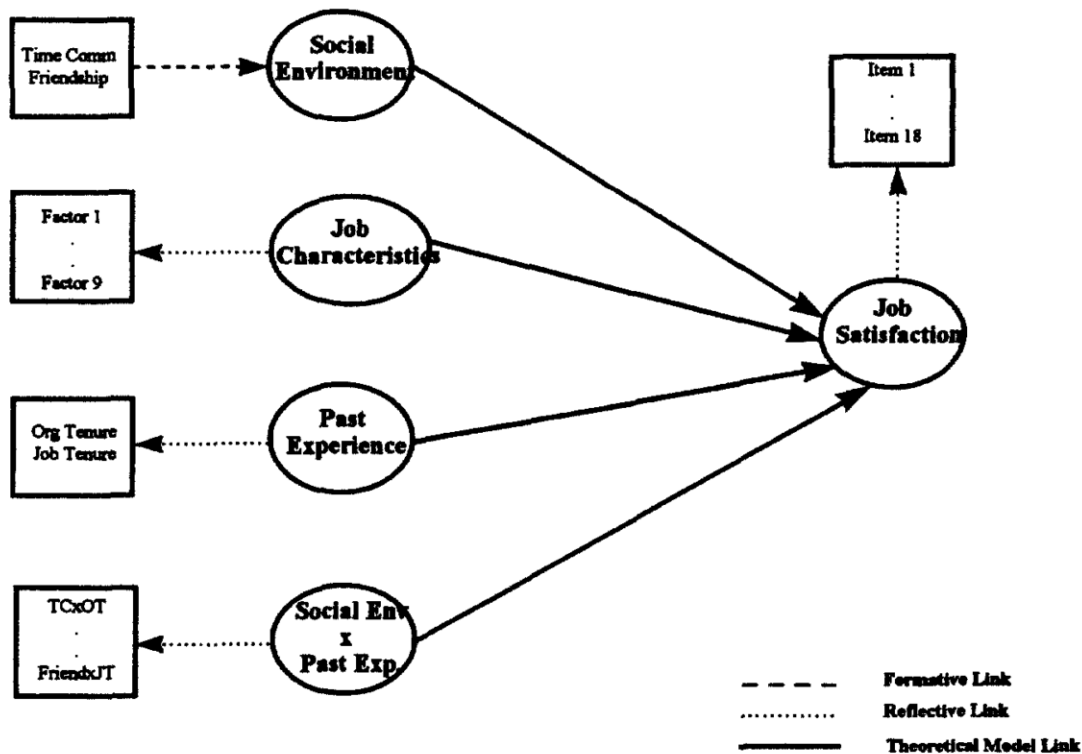 Time Comm
Friendship
Social
Environment
Item 1
.
.
Item 18
Factor 1
.
.
Factor 9
Job
Characteristics
Job
Satisfaction
Org Tenure
Job Tenure
Past
Experience
TCxOT
.
.
FriendxJT
Social Env
x
Past Exp.
Formative Link
Reflective Link
Theoretical Model Link